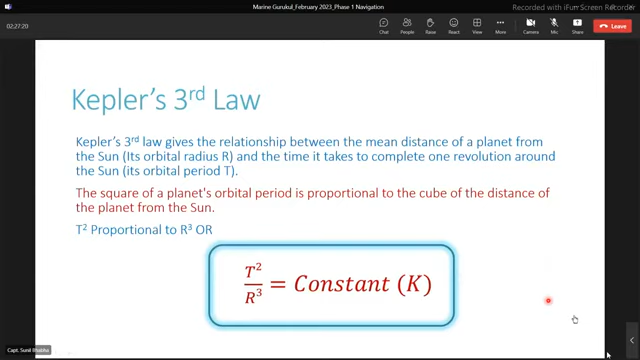 Marine Gurukul_February 2023_Phase 1 Navigation
Recorded with iFun Screen Recorder
02:27:20
Chat
People
Raise
React
View
More
Camera
Mic
Share
Leave
Kepler's 3rd Law
Kepler's 3rd law gives the relationship between the mean distance of a planet from
the Sun (Its orbital radius R) and the time it takes to complete one revolution around
the Sun (its orbital period T).
The square of a planet's orbital period is proportional to the cube of the distance of
the planet from the Sun.
T² Proportional to R³ OR
T²/R³ = Constant (K)
Capt. Sunil Bhabha